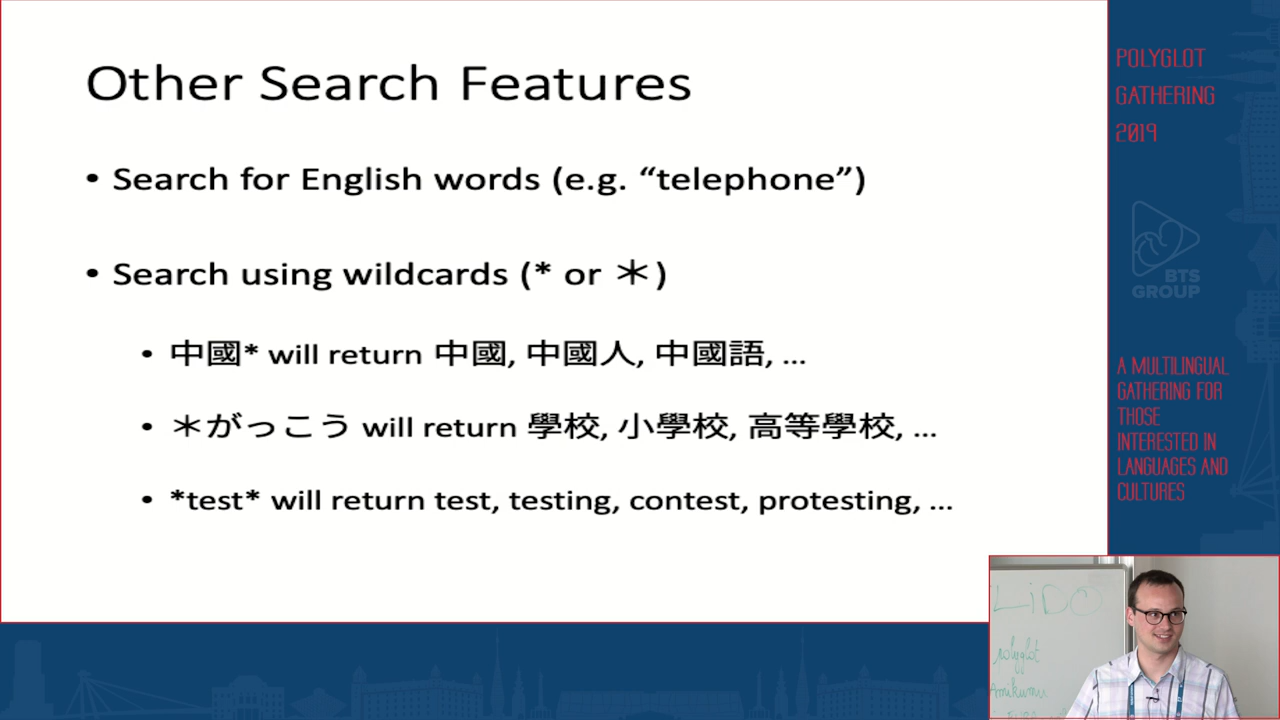 Other Search Features
• Search for English words (e.g. “telephone”)
• Search using wildcards (* or ＊)
• 中國* will return 中國, 中國人, 中國語, ...
• ＊がっこう will return 學校, 小學校, 高等學校, ...
• *test* will return test, testing, contest, protesting, ...
POLYGLOT
GATHERING
2019
BTS
GROUP
A MULTILINGUAL
GATHERING FOR
THOSE
INTERESTED IN
LANGUAGES AND
CULTURES
polyglot
Amikumu